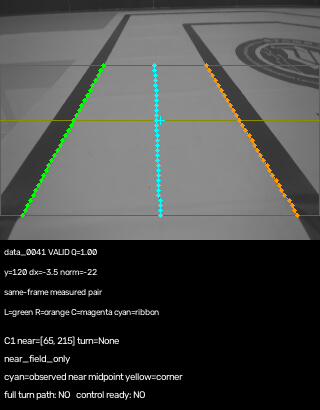 data_0041 VALID Q=1.00
y=120 dx=-3.5 norm=-22
same-frame measured pair
L=green R=orange C=magenta cyan=ribbon
C1 near=[65, 215] turn=None
near_field_only
cyan=observed near midpoint yellow=corner
full turn path: NO control ready: NO